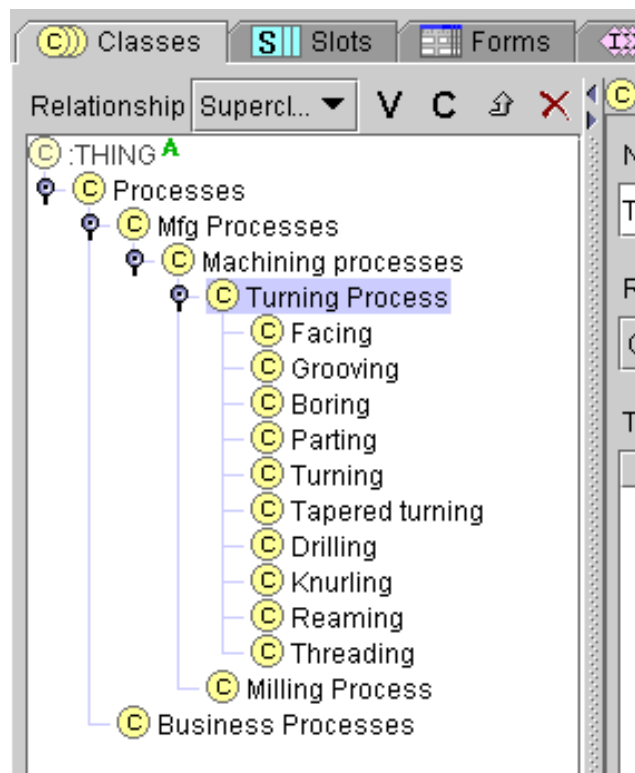 C Classes S Slots Forms I
Relationship Supercl... V C
C :THING A
C Processes
C Mfg Processes
C Machining processes
C Turning Process
C Facing
C Grooving
C Boring
C Parting
C Turning
C Tapered turning
C Drilling
C Knurling
C Reaming
C Threading
C Milling Process
C Business Processes
C
N
T
R
T